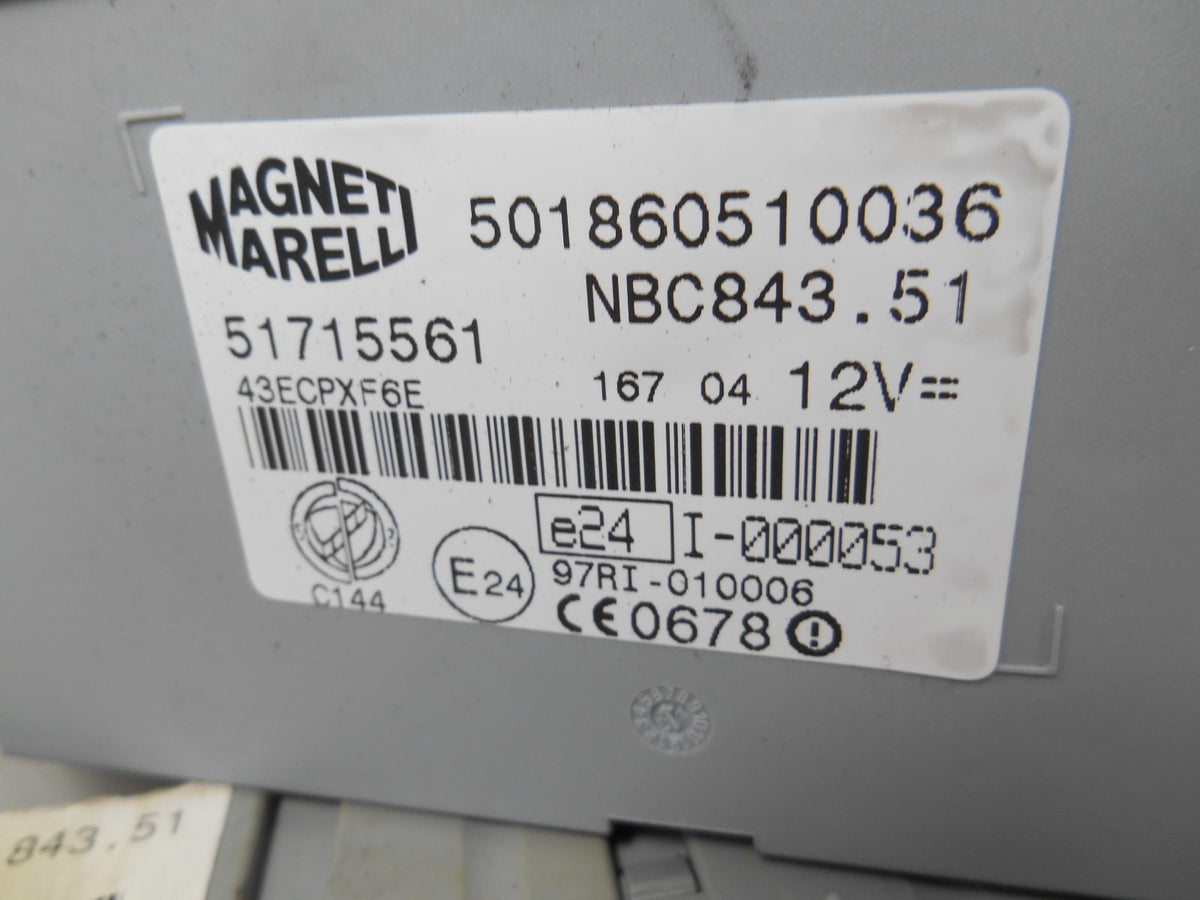 MAGNETI
MARELLI
501860510036
NBC843.51
51715561
43ECPXF6E
167 04 12V
e24 I-000053
97RI-010006
E24
C144
CE0678
843.51